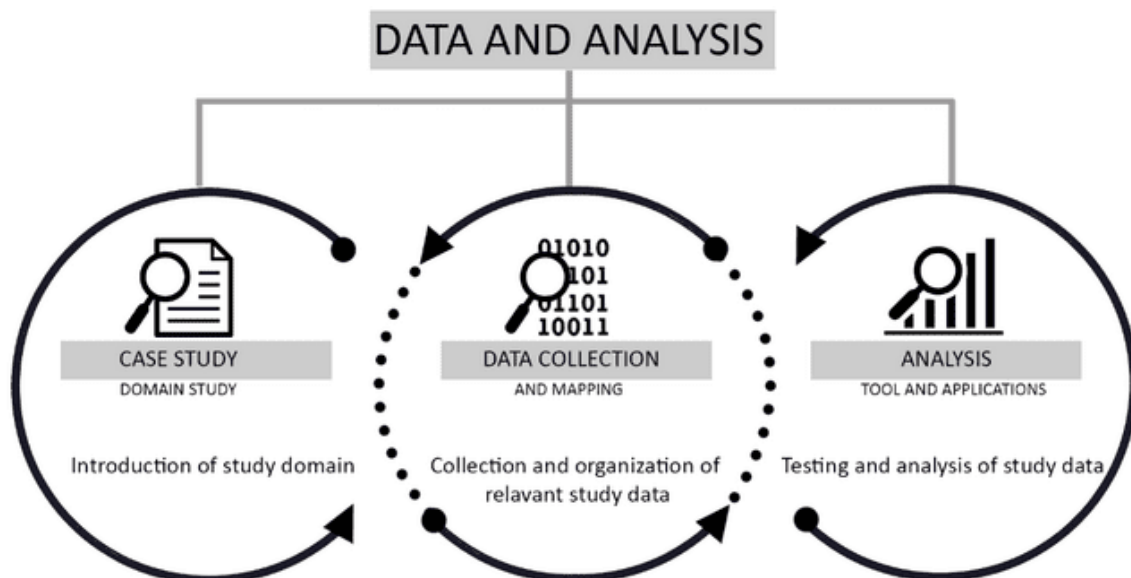 DATA AND ANALYSIS
01010
101
01101
10011
CASE STUDY
DOMAIN STUDY
Introduction of study domain
DATA COLLECTION
AND MAPPING
Collection and organization of
relavant study data
ANALYSIS
TOOL AND APPLICATIONS
Testing and analysis of study data